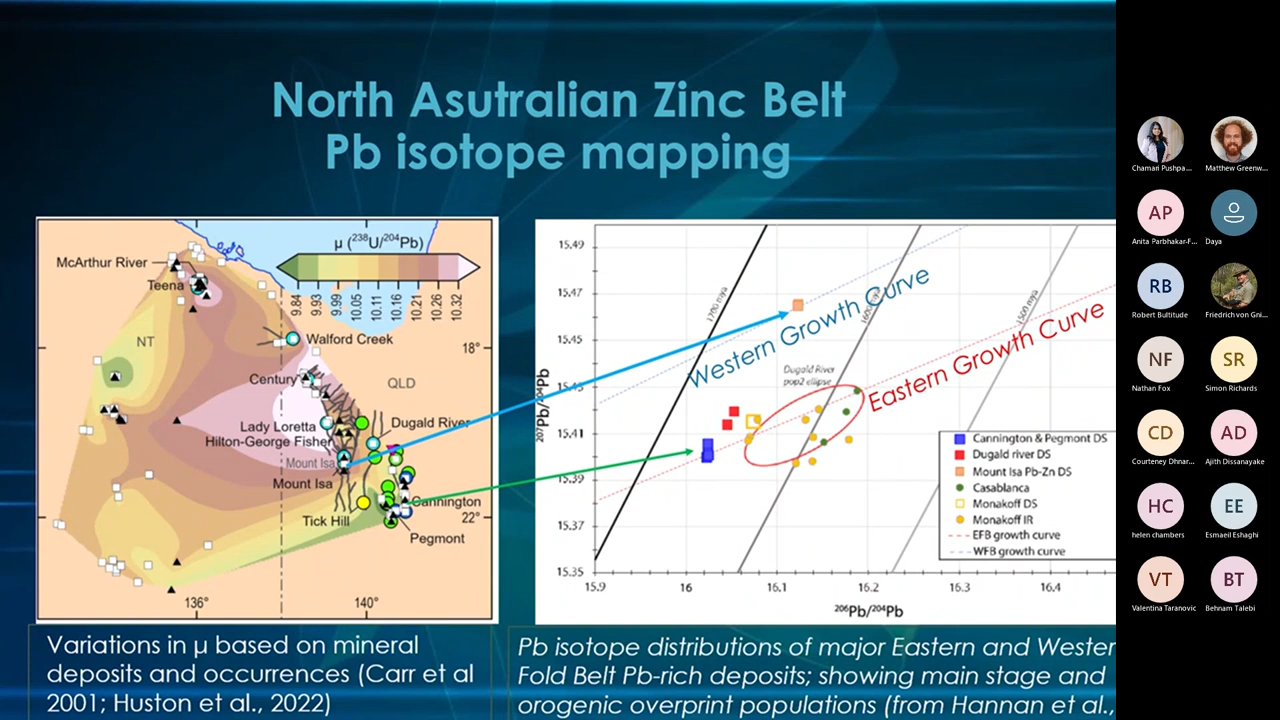 North Asutralian Zinc Belt
Pb isotope mapping
μ (²³⁸U/²⁰⁴Pb)
9.84
9.93
9.99
10.05
10.11
10.16
10.21
10.26
10.32
McArthur River
Teena
NT
Walford Creek
18°
Century
QLD
Lady Loretta
Dugald River
Hilton-George Fisher
Mount Isa
Mount Isa
Cannington
Tick Hill
22°
Pegmont
136°
140°
15.49
15.47
15.45
15.43
15.41
15.39
15.37
15.35
²⁰⁷Pb/²⁰⁴Pb
1700 mya
Western Growth Curve
Eastern Growth Curve
Dugald River
pop2 ellipse
Cannington & Pegmont DS
Dugald river DS
Mount Isa Pb-Zn DS
Casablanca
Monakoff DS
Monakoff IR
EFB growth curve
WFB growth curve
15.9
16
16.1
16.2
16.3
16.4
²⁰⁶Pb/²⁰⁴Pb
Variations in μ based on mineral
deposits and occurrences (Carr et al
2001; Huston et al., 2022)
Pb isotope distributions of major Eastern and Wester
Fold Belt Pb-rich deposits; showing main stage and
orogenic overprint populations (from Hannan et al.,
Chamari Pushpa...
Matthew Greenw...
AP
Anita Parbhakar-F...
Daya
RB
Robert Bultitude
Friedrich von Gni...
NF
Nathan Fox
SR
Simon Richards
CD
Courteney Dhnar...
AD
Ajith Dissanayake
HC
helen chambers
EE
Esmaeil Eshaghi
VT
Valentina Taranovic
BT
Behnam Talebi